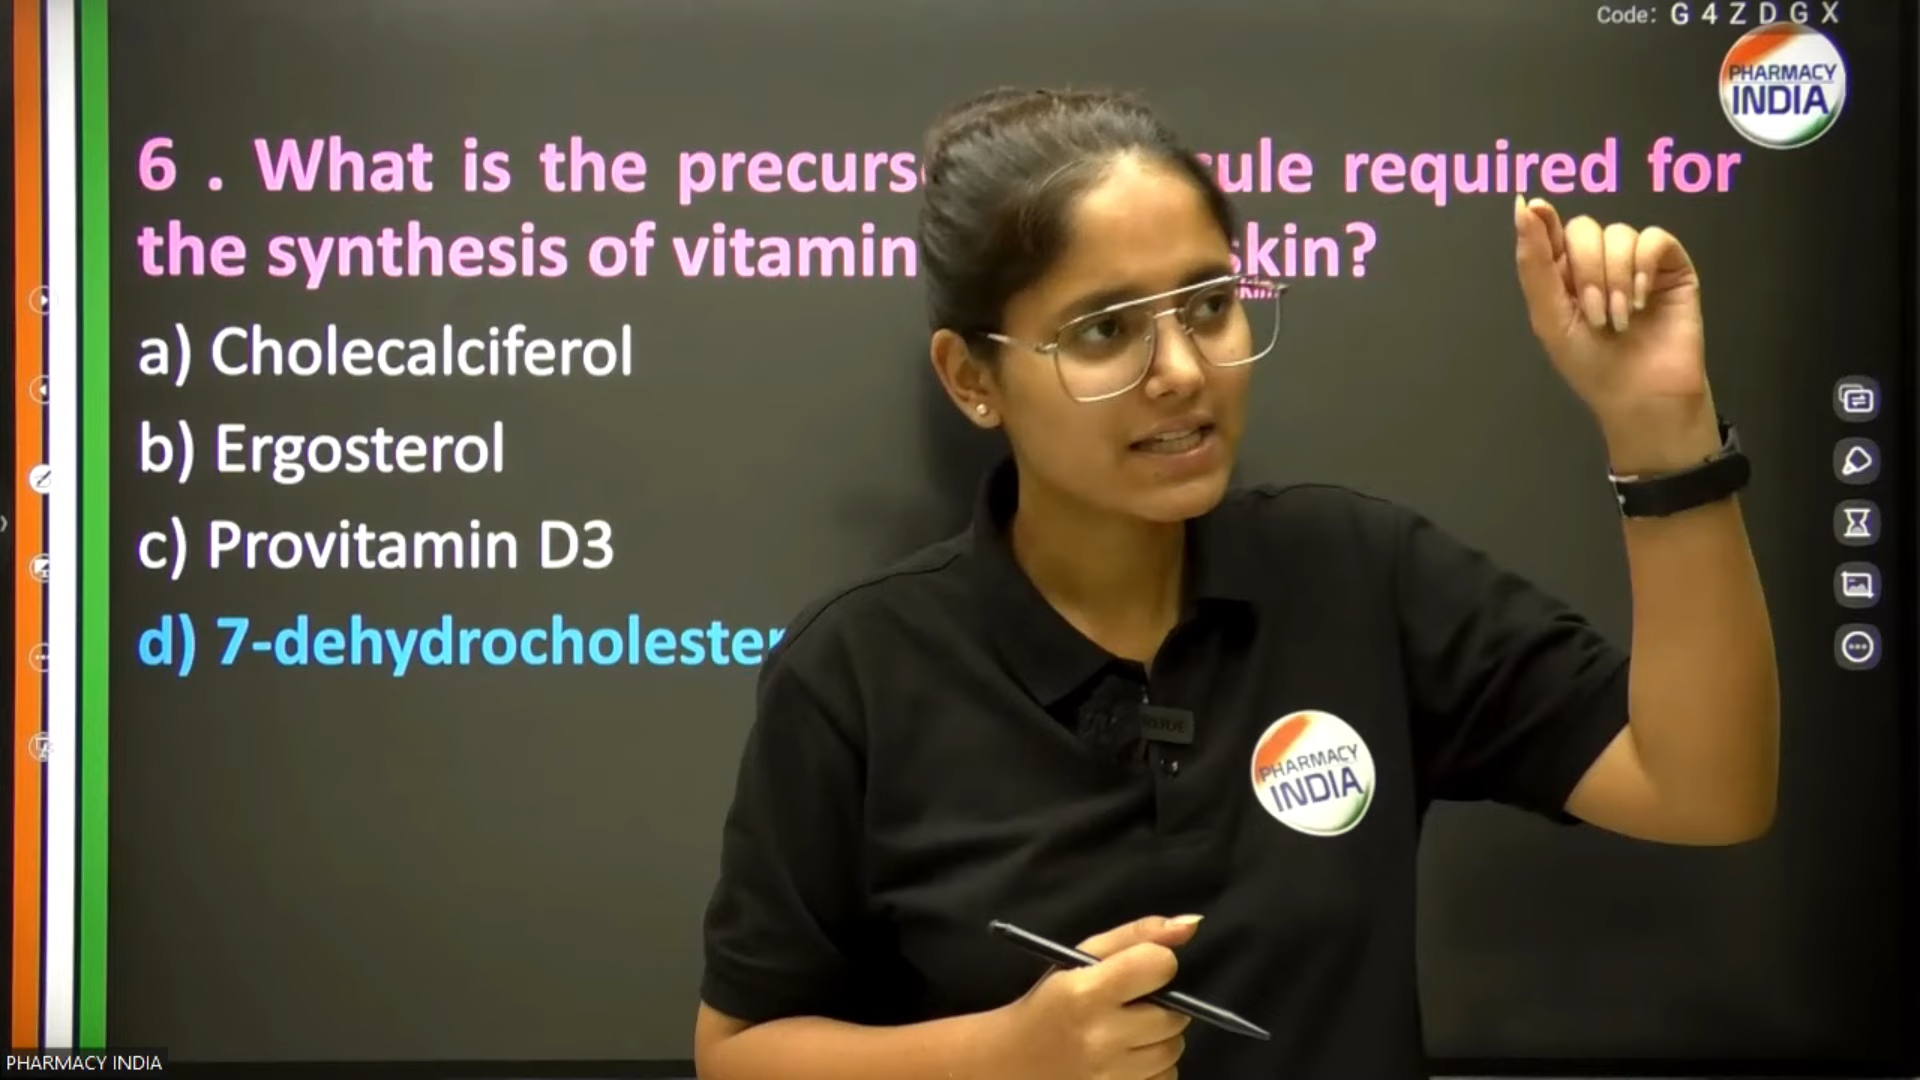 Code: G 4 Z D G X
PHARMACY
INDIA
6 . What is the precurs ule required for
the synthesis of vitamin skin?
a) Cholecalciferol
b) Ergosterol
c) Provitamin D3
d) 7-dehydrocholester
PHARMACY
INDIA
PHARMACY INDIA